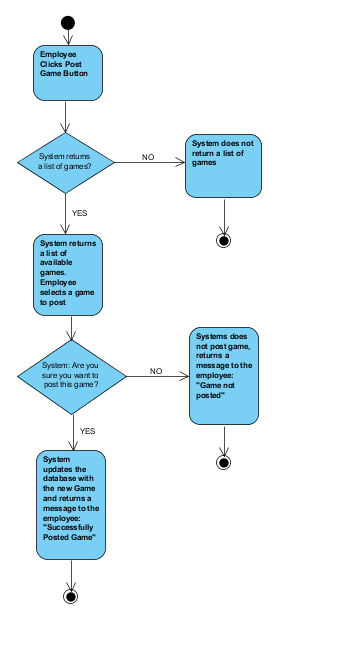 Employee
Clicks Post
Game Button
System returns
a list of games?
NO
System does not
return a list of
games
YES
System returns
a list of
available
games.
Employee
selects a game
to post
Systems does
not post game,
returns a
message to the
employee:
"Game not
posted"
System: Are you
sure you want to
post this game?
NO
YES
System
updates the
database with
the new Game
and returns a
message to the
employee:
"Successfully
Posted Game"